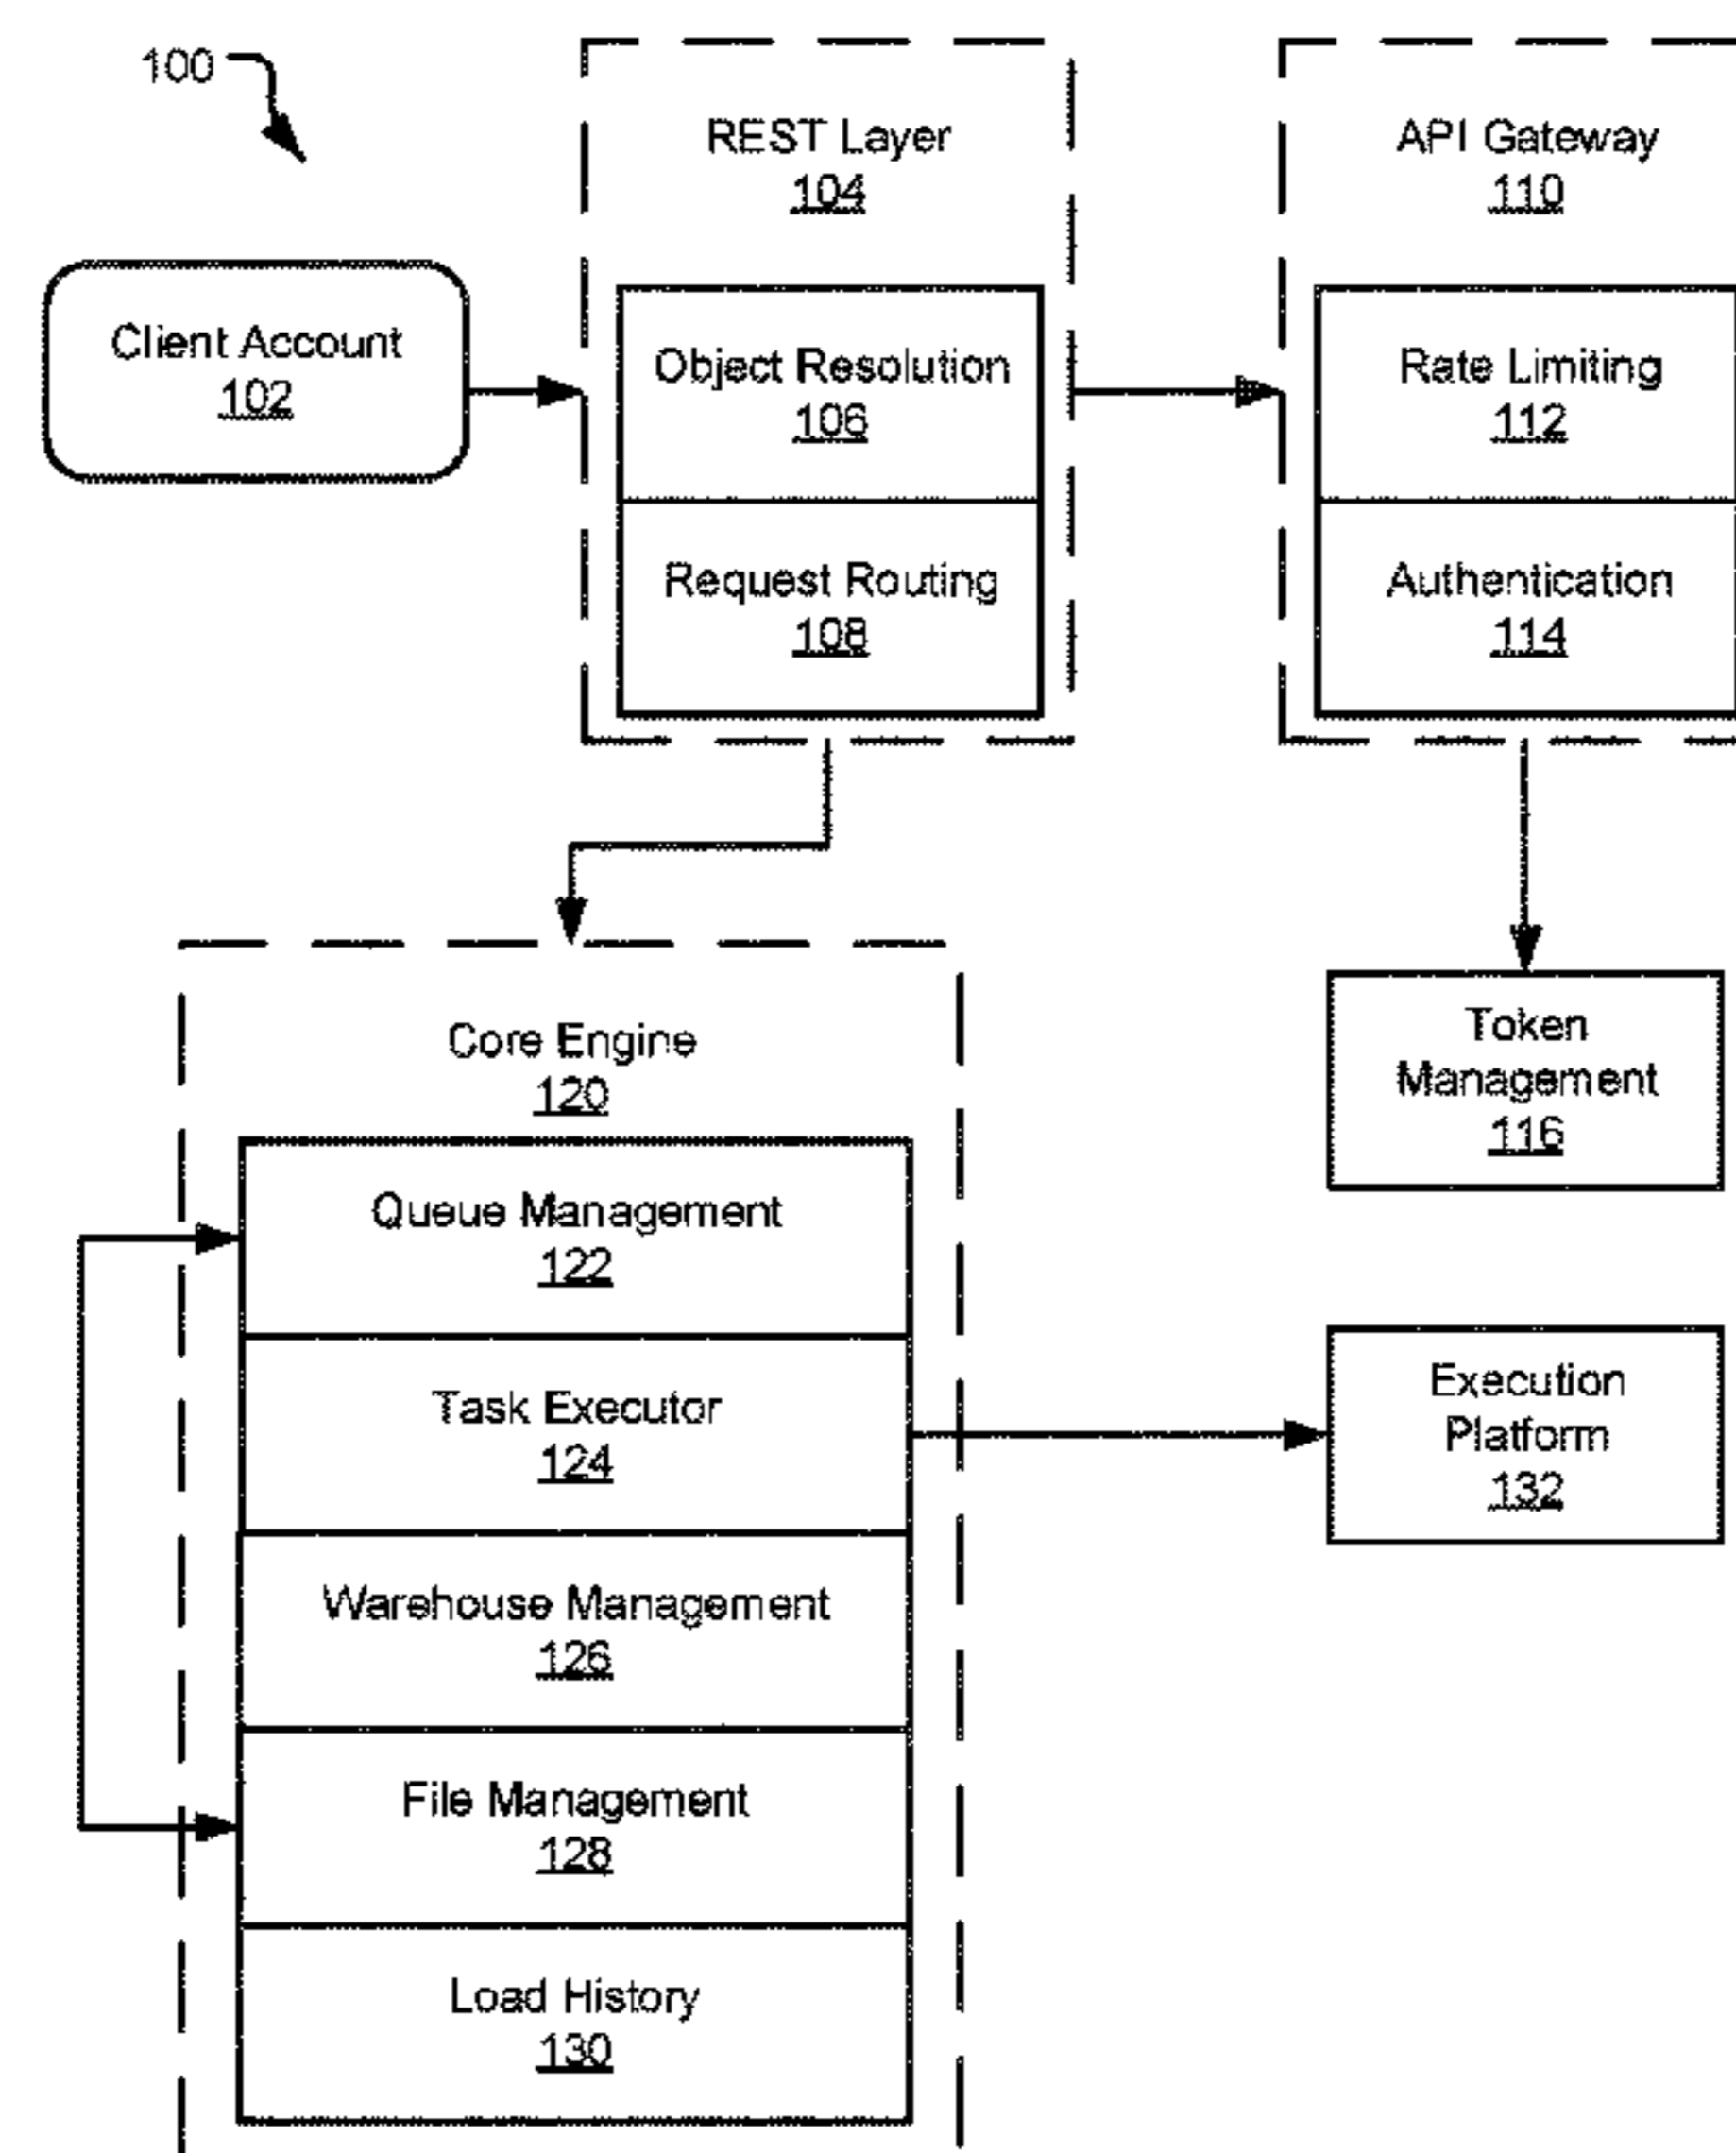 100
REST Layer
104
API Gateway
110
Client Account
102
Object Resolution
106
Rate Limiting
112
Request Routing
108
Authentication
114
Core Engine
120
Token
Management
116
Queue Management
122
Task Executor
124
Execution
Platform
132
Warehouse Management
126
File Management
128
Load History
130